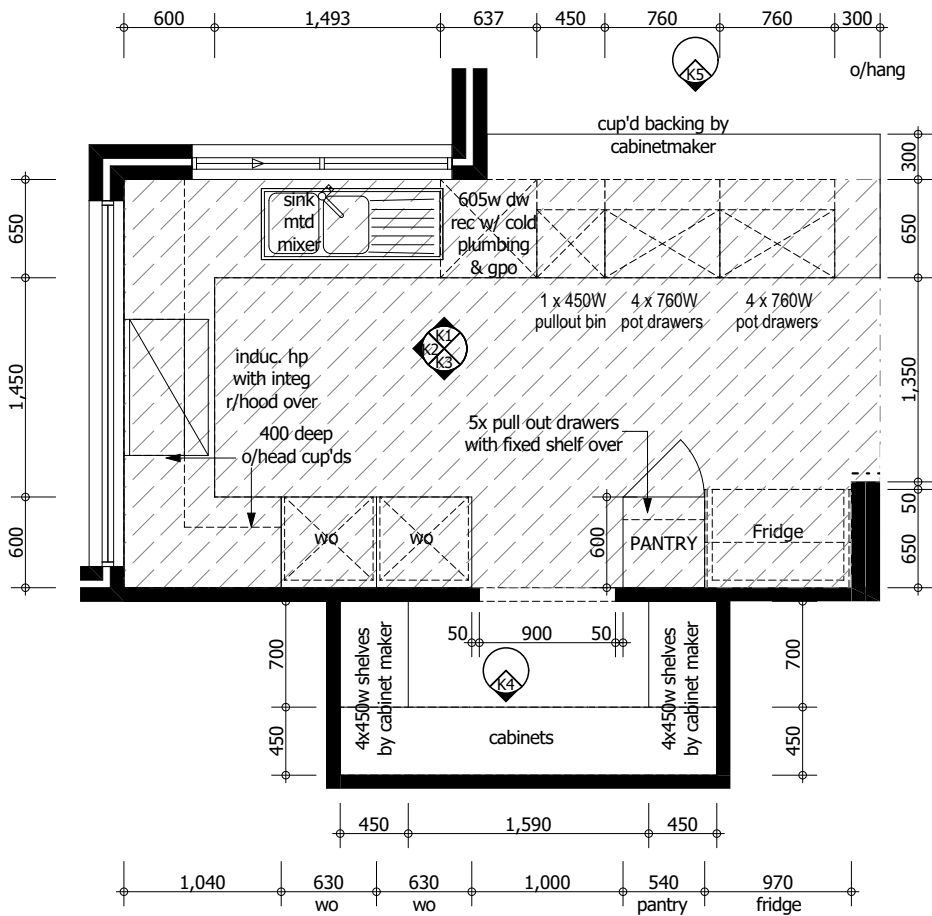 600 1,493 637 450 760 760 300
o/hang
K5
cup'd backing by
cabinetmaker
300
650
650
sink
mtd
mixer
605w dw
rec w/ cold
plumbing
& gpo
1 x 450W
pullout bin
4 x 760W
pot drawers
4 x 760W
pot drawers
K1
K2
K3
induc. hp
with integ
r/hood over
400 deep
o/head cup'ds
1,450
1,350
5x pull out drawers
with fixed shelf over
50
600
wo
wo
600
PANTRY
Fridge
650
50 900 50
700
450
4x450w shelves
by cabinet maker
K4
cabinets
4x450w shelves
by cabinet maker
700
450
450 1,590 450
1,040 630 630 1,000 540 970
wo wo pantry fridge